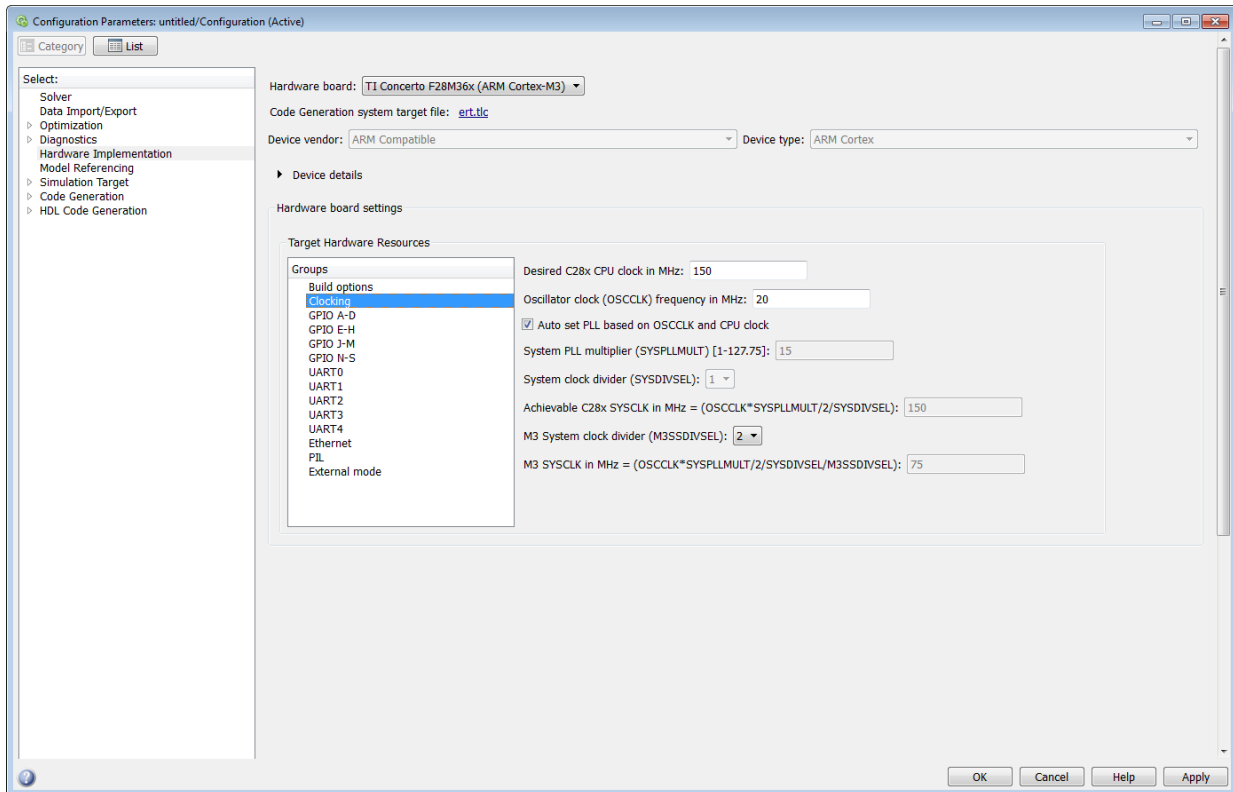 Configuration Parameters: untitled/Configuration (Active)
Category List
Select:
Solver
Data Import/Export
Optimization
Diagnostics
Hardware Implementation
Model Referencing
Simulation Target
Code Generation
HDL Code Generation
Hardware board: TI Concerto F28M36x (ARM Cortex-M3)
Code Generation system target file: ert.tlc
Device vendor: ARM Compatible Device type: ARM Cortex
Device details
Hardware board settings
Target Hardware Resources
Groups
Build options
Clocking
GPIO A-D
GPIO E-H
GPIO J-M
GPIO N-S
UART0
UART1
UART2
UART3
UART4
Ethernet
PIL
External mode
Desired C28x CPU clock in MHz: 150
Oscillator clock (OSCCLK) frequency in MHz: 20
Auto set PLL based on OSCCLK and CPU clock
System PLL multiplier (SYSPLLMULT) [1-127.75]: 15
System clock divider (SYSDIVSEL): 1
Achievable C28x SYSCLK in MHz = (OSCCLK*SYSPLLMULT/2/SYSDIVSEL): 150
M3 System clock divider (M3SSDIVSEL): 2
M3 SYSCLK in MHz = (OSCCLK*SYSPLLMULT/2/SYSDIVSEL/M3SSDIVSEL): 75
OK Cancel Help Apply